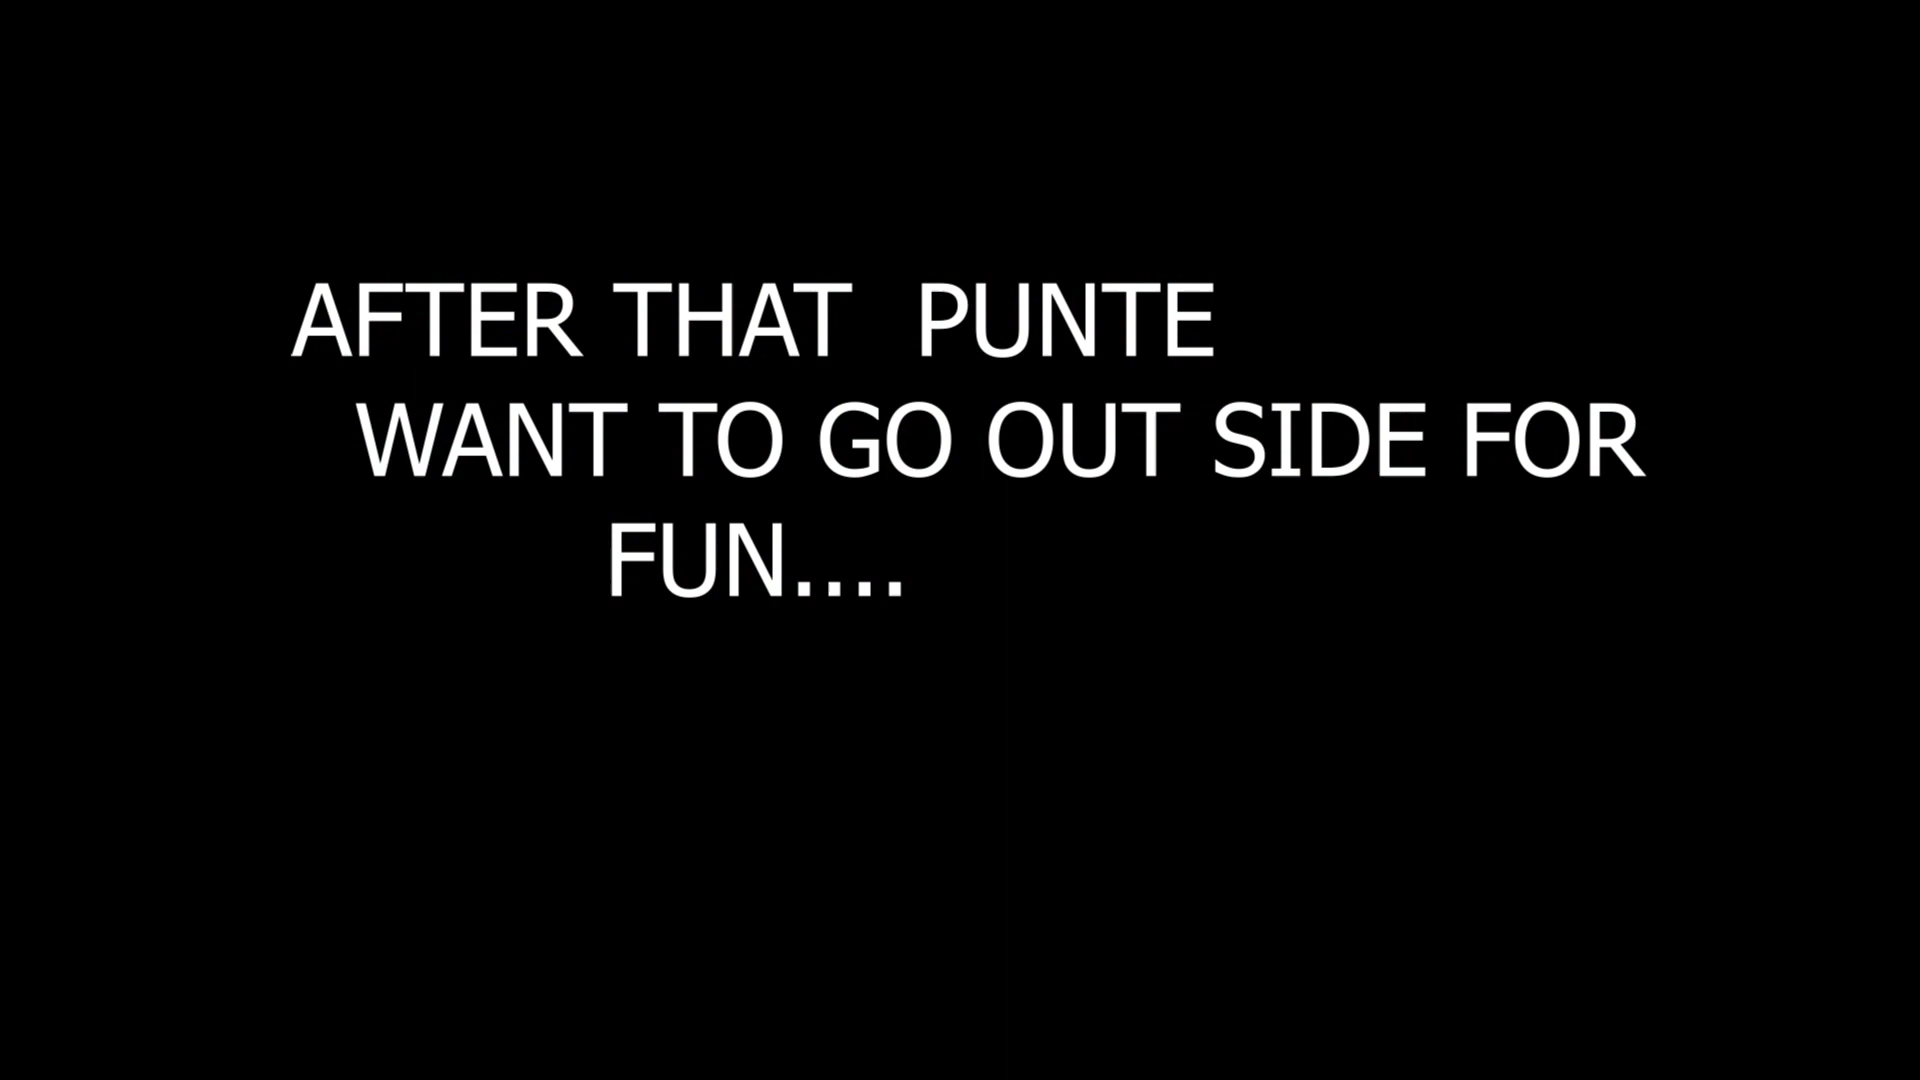 AFTER THAT  PUNTE
WANT TO GO OUT SIDE FOR
FUN....